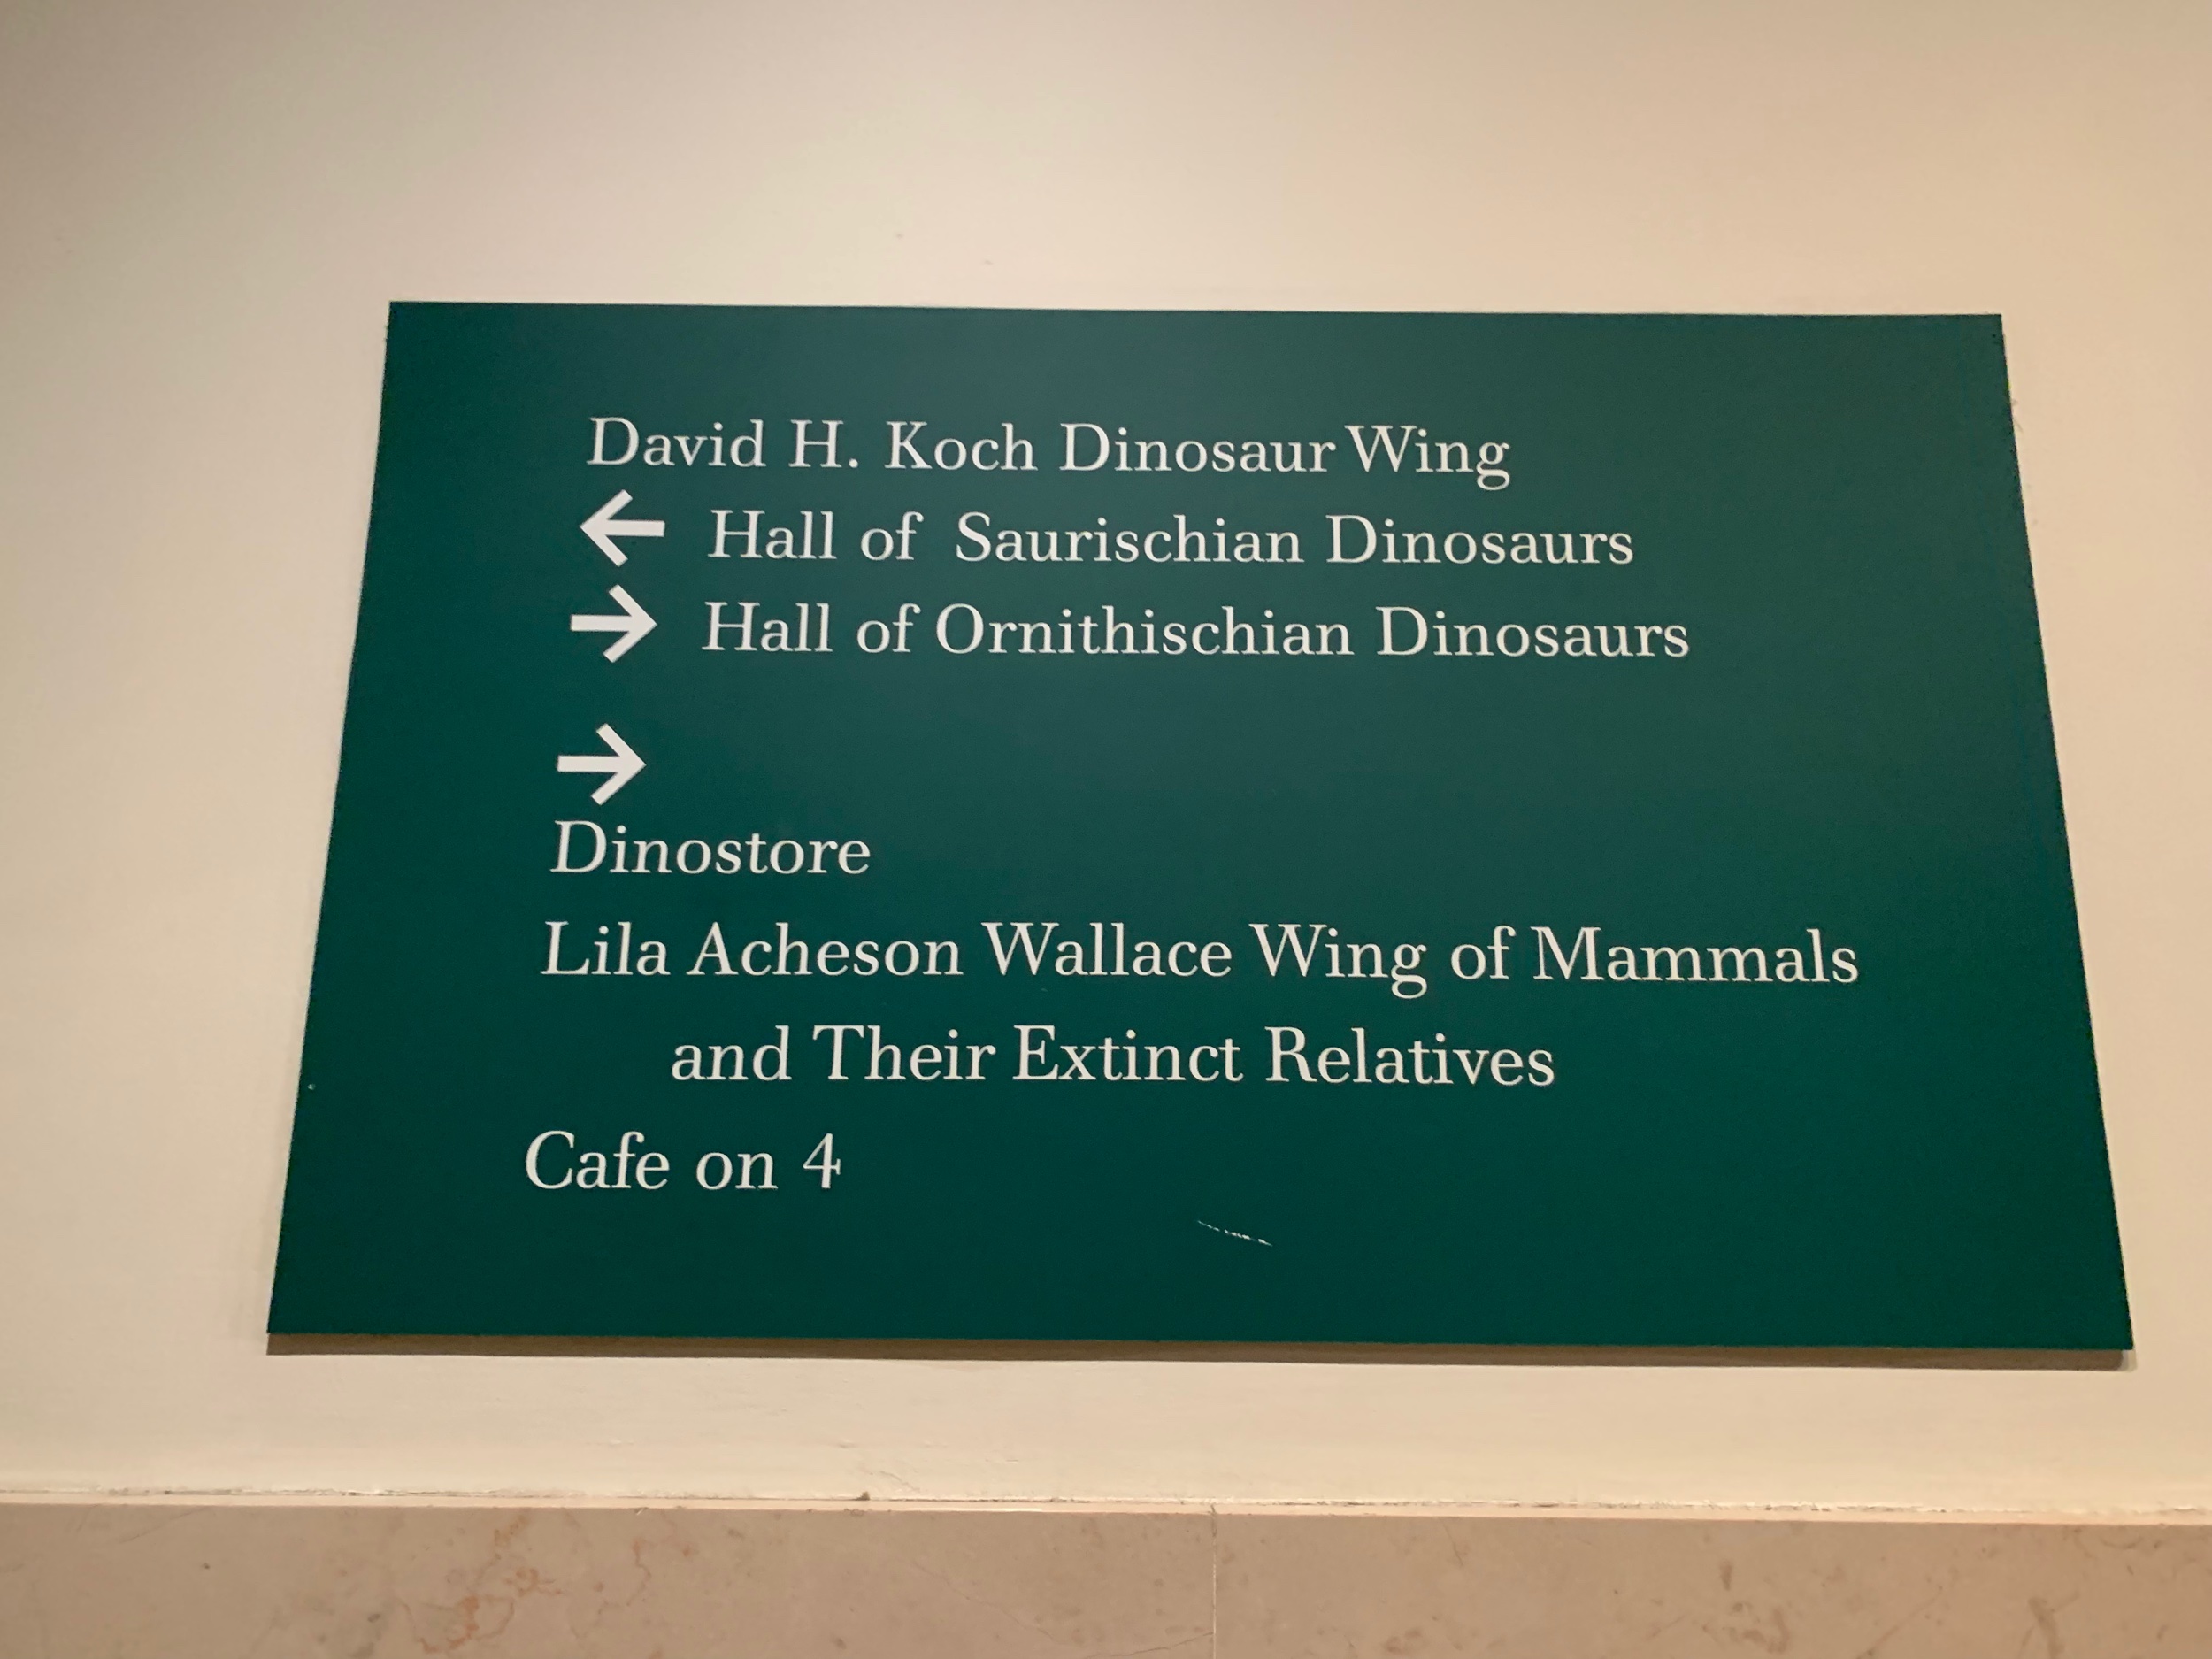 David H. Koch Dinosaur Wing
← Hall of Saurischian Dinosaurs
→ Hall of Ornithischian Dinosaurs
→
Dinostore
Lila Acheson Wallace Wing of Mammals
and Their Extinct Relatives
Cafe on 4